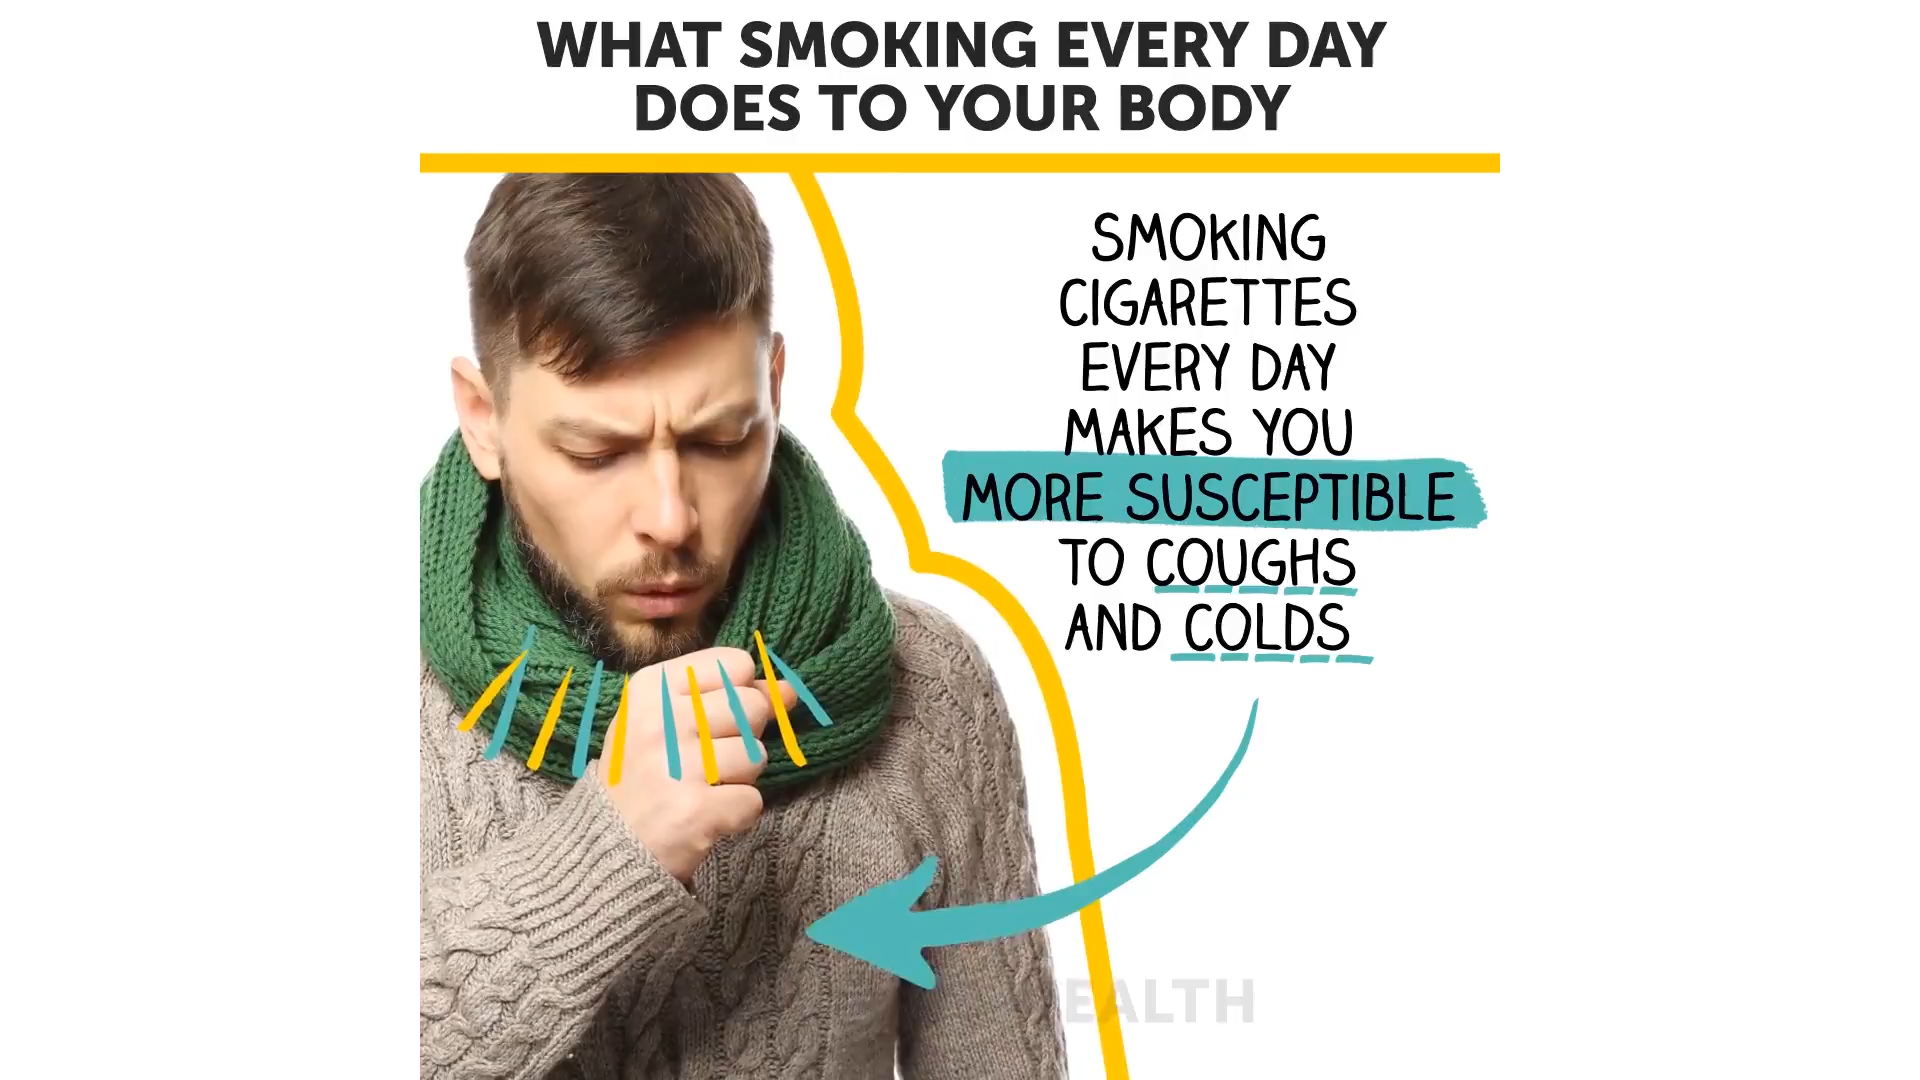 WHAT SMOKING EVERY DAY
DOES TO YOUR BODY
SMOKING
CIGARETTES
EVERY DAY
MAKES YOU
MORE SUSCEPTIBLE
TO COUGHS
AND COLDS